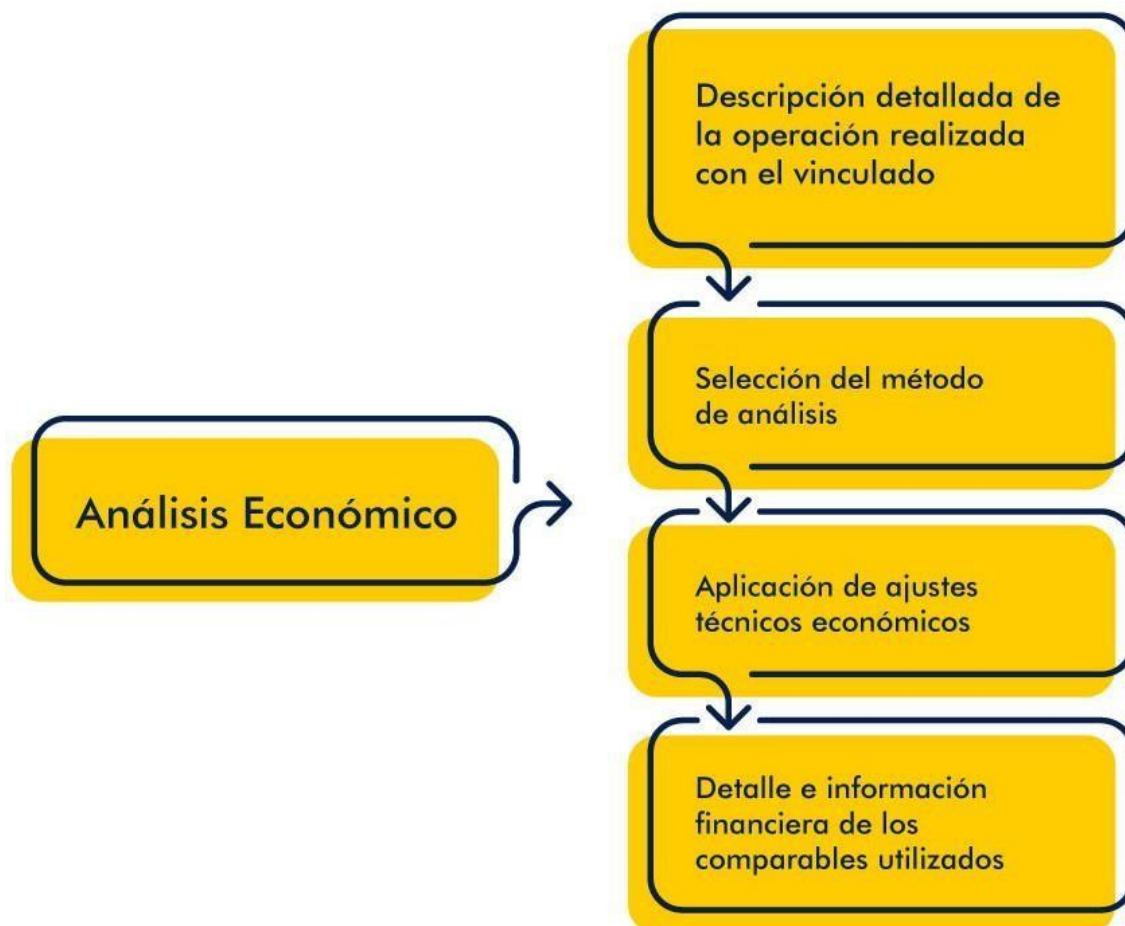 Descripción detallada de
la operación realizada
con el vinculado
Selección del método
de análisis
Análisis Económico
Aplicación de ajustes
técnicos económicos
Detalle e información
financiera de los
comparables utilizados